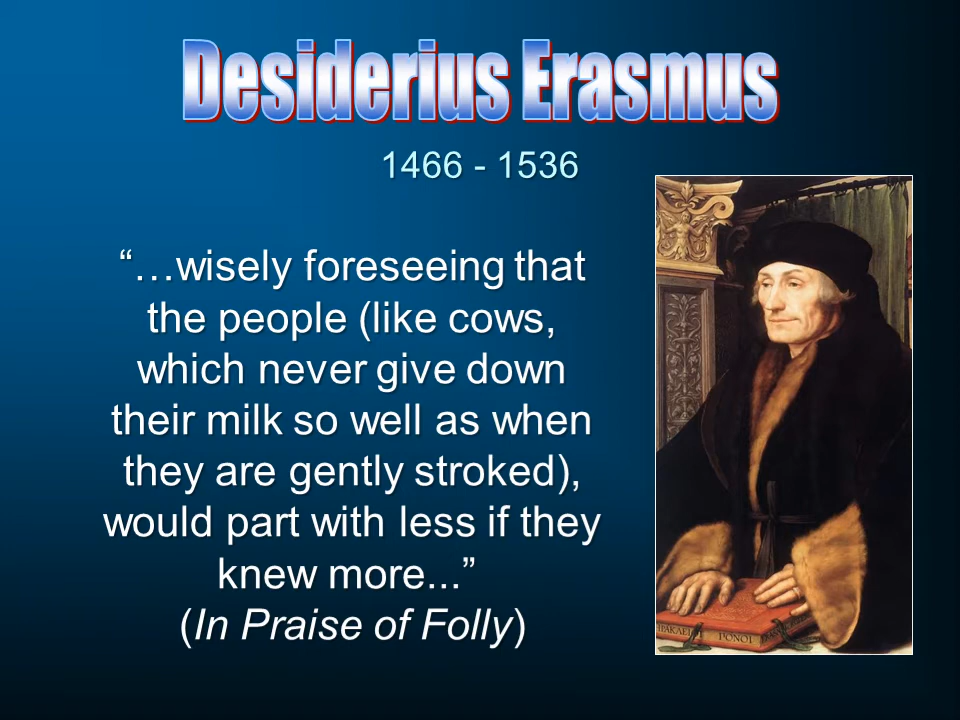 Desiderius Erasmus
1466 - 1536
“…wisely foreseeing that
the people (like cows,
which never give down
their milk so well as when
they are gently stroked),
would part with less if they
knew more...”
(In Praise of Folly)
ΗΡΑΚΛΕΙΟΙ ΠΟΝΟΙ